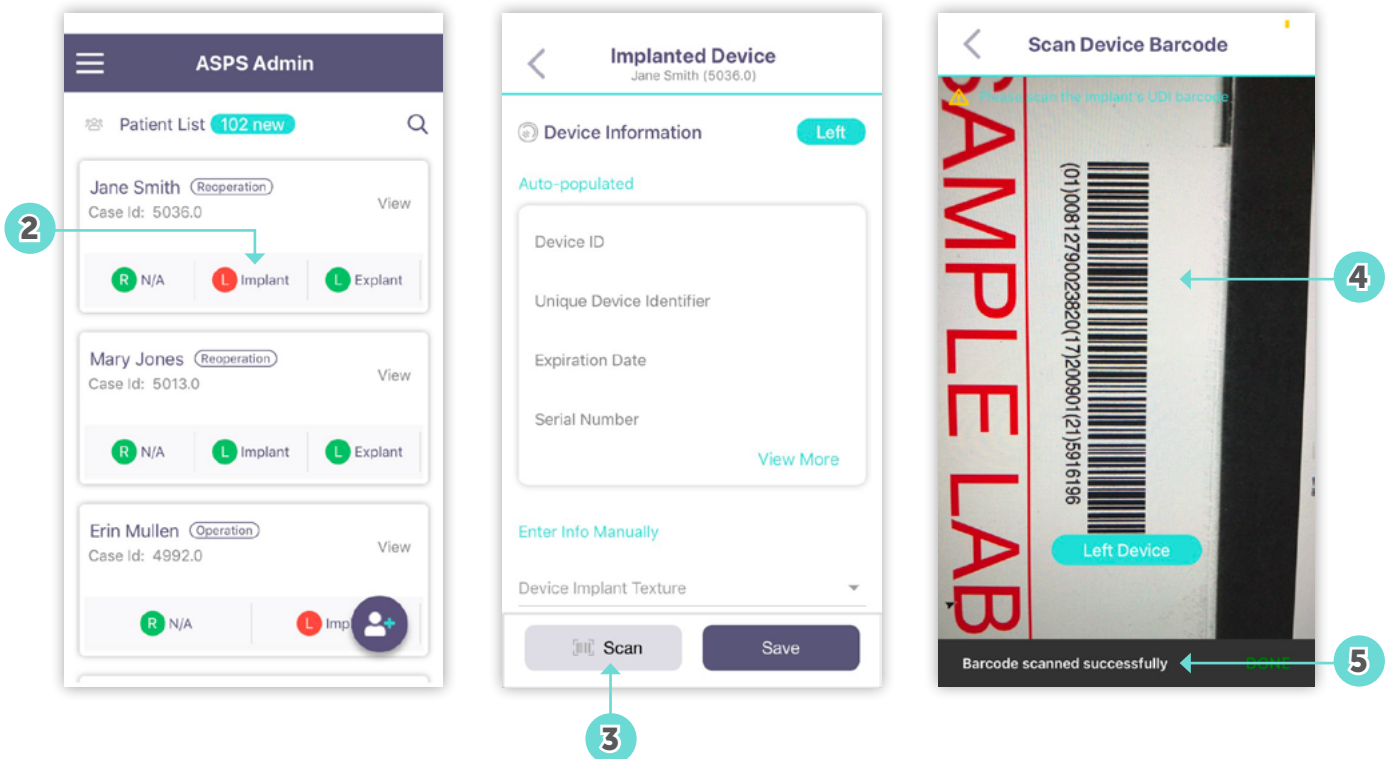 ASPS Admin
Patient List 102 new
Jane Smith Reoperation
Case Id: 5036.0
View
R N/A L Implant L Explant
Mary Jones Reoperation
Case Id: 5013.0
View
R N/A L Implant L Explant
Erin Mullen Operation
Case Id: 4992.0
View
R N/A L Imp
2
Implanted Device
Jane Smith (5036.0)
Device Information Left
Auto-populated
Device ID
Unique Device Identifier
Expiration Date
Serial Number
View More
Enter Info Manually
Device Implant Texture
Scan Save
3
Scan Device Barcode
Please scan the implant's UDI barcode
SAMPLE LAB
(01)00812790023820(17)200901(21)5916196
Left Device
4
Barcode scanned successfully DONE
5